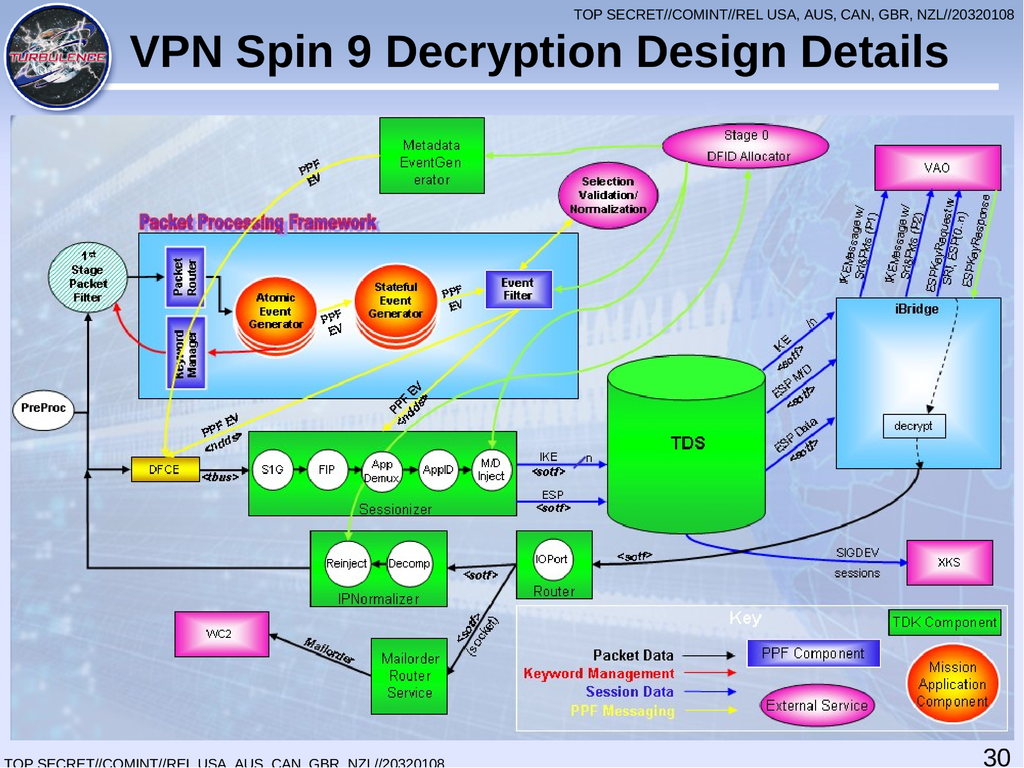 TOP SECRET//COMINT//REL USA, AUS, CAN, GBR, NZL//20320108
TURBULENCE
VPN Spin 9 Decryption Design Details
Stage 0
DFID Allocator
Metadata
EventGen
erator
PPF
EV
VAO
Selection
Validation/
Normalization
Packet Processing Framework
IKEMessage w/
SrI&Pkts (P1)
IKEMessage w/
SrI&Pkts (P2)
ESPKeyRequest w
SRI, ESP(0..n)
ESPKeyResponse
1st
Stage
Packet
Filter
Packet
Router
Atomic
Event
Generator
PPF
EV
Stateful
Event
Generator
PPF
EV
Event
Filter
iBridge
Keyword
Manager
IKE /n
<sotf>
ESP M/D
<sotf>
ESP Data
<sotf>
decrypt
PreProc
PPF EV
<ndds>
PPF EV
<ndds>
TDS
DFCE
<tbus>
S1G
FIP
App
Demux
AppID
M/D
Inject
Sessionizer
IKE /n
<sotf>
ESP
<sotf>
Reinject
Decomp
IPNormalizer
<sotf>
IOPort
Router
<sotf>
SIGDEV
sessions
XKS
<sotf>
(socket)
WC2
Mailorder
Mailorder
Router
Service
Key
TDK Component
Packet Data
PPF Component
Keyword Management
Session Data
PPF Messaging
External Service
Mission
Application
Component
TOP SECRET//COMINT//REL USA, AUS, CAN, GBR, NZL//20320108
30